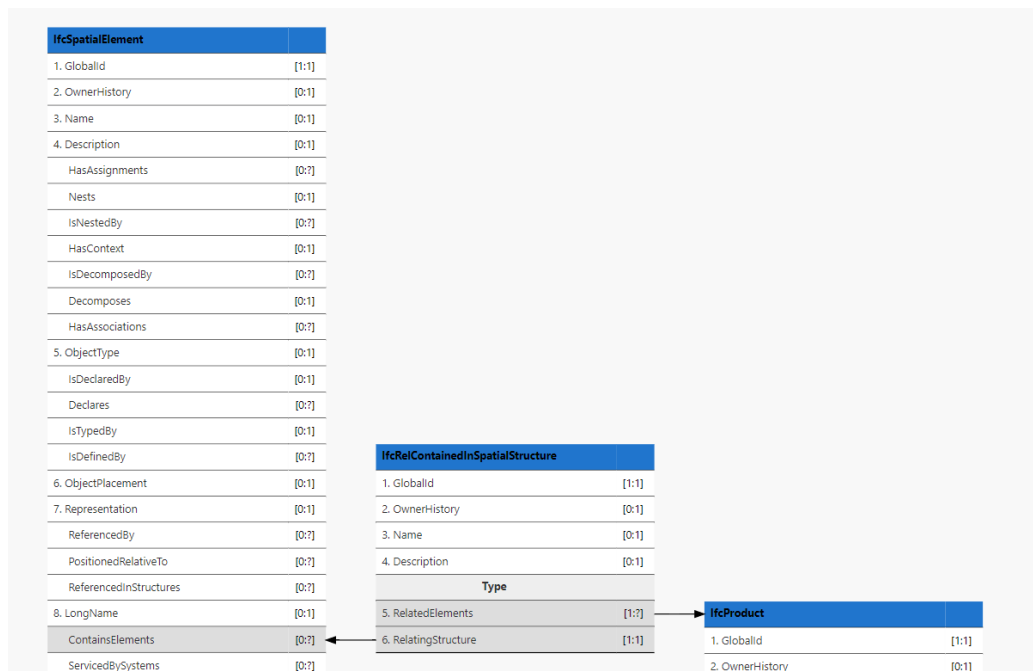 IfcSpatialElement
1. GlobalId [1:1]
2. OwnerHistory [0:1]
3. Name [0:1]
4. Description [0:1]
HasAssignments [0:?]
Nests [0:1]
IsNestedBy [0:?]
HasContext [0:1]
IsDecomposedBy [0:?]
Decomposes [0:1]
HasAssociations [0:?]
5. ObjectType [0:1]
IsDeclaredBy [0:1]
Declares [0:?]
IsTypedBy [0:1]
IsDefinedBy [0:?]
6. ObjectPlacement [0:1]
7. Representation [0:1]
ReferencedBy [0:?]
PositionedRelativeTo [0:?]
ReferencedInStructures [0:?]
8. LongName [0:1]
ContainsElements [0:?]
ServicedBySystems [0:?]
IfcRelContainedInSpatialStructure
1. GlobalId [1:1]
2. OwnerHistory [0:1]
3. Name [0:1]
4. Description [0:1]
Type
5. RelatedElements [1:?]
6. RelatingStructure [1:1]
IfcProduct
1. GlobalId [1:1]
2. OwnerHistory [0:1]